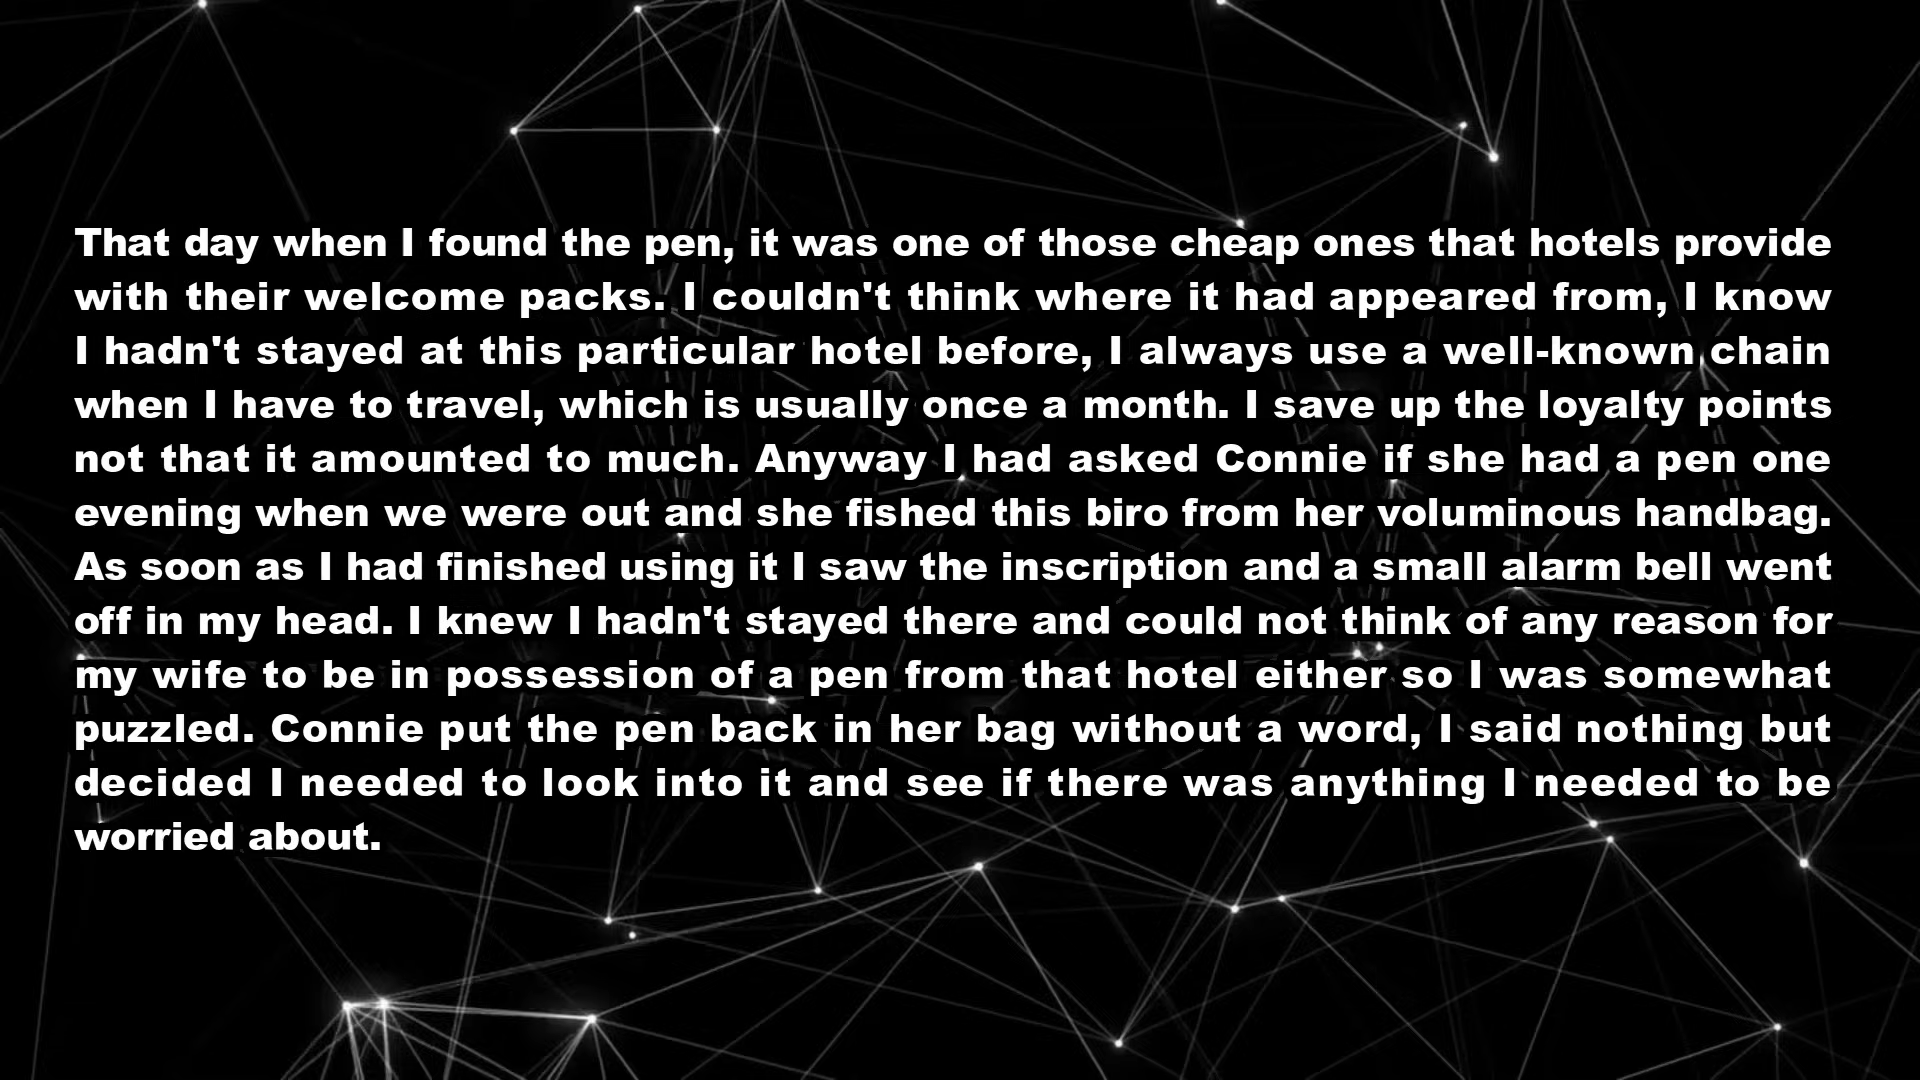 That day when I found the pen, it was one of those cheap ones that hotels provide
with their welcome packs. I couldn't think where it had appeared from, I know
I hadn't stayed at this particular hotel before, I always use a well-known chain
when I have to travel, which is usually once a month. I save up the loyalty points
not that it amounted to much. Anyway I had asked Connie if she had a pen one
evening when we were out and she fished this biro from her voluminous handbag.
As soon as I had finished using it I saw the inscription and a small alarm bell went
off in my head. I knew I hadn't stayed there and could not think of any reason for
my wife to be in possession of a pen from that hotel either so I was somewhat
puzzled. Connie put the pen back in her bag without a word, I said nothing but
decided I needed to look into it and see if there was anything I needed to be
worried about.